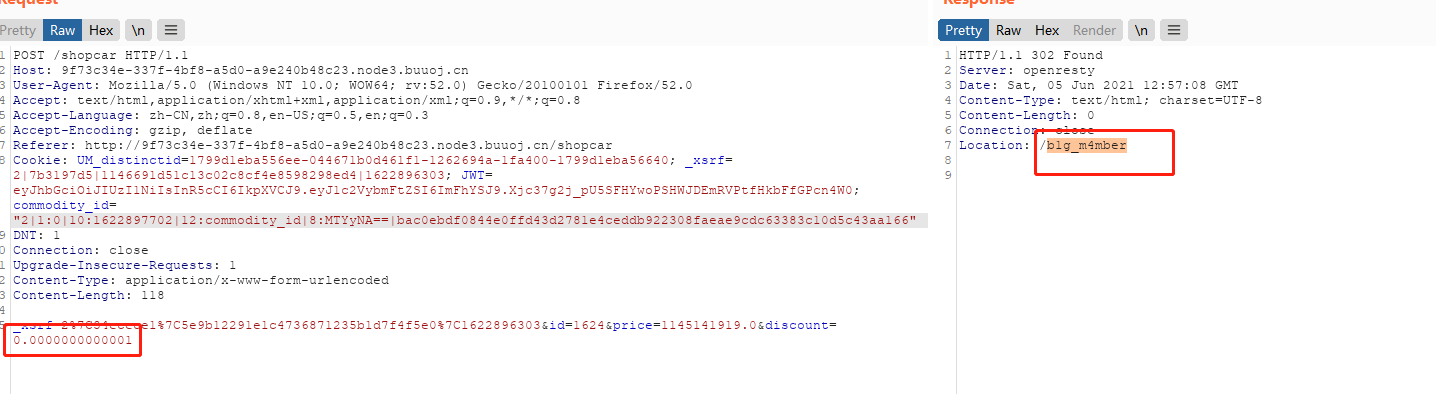 Request
Response
Pretty Raw Hex \n
Pretty Raw Hex Render \n
1 POST /shopcar HTTP/1.1
2 Host: 9f73c34e-337f-4bf8-a5d0-a9e240b48c23.node3.buuoj.cn
3 User-Agent: Mozilla/5.0 (Windows NT 10.0; WOW64; rv:52.0) Gecko/20100101 Firefox/52.0
4 Accept: text/html,application/xhtml+xml,application/xml;q=0.9,*/*;q=0.8
5 Accept-Language: zh-CN,zh;q=0.8,en-US;q=0.5,en;q=0.3
6 Accept-Encoding: gzip, deflate
7 Referer: http://9f73c34e-337f-4bf8-a5d0-a9e240b48c23.node3.buuoj.cn/shopcar
8 Cookie: UM_distinctid=1799d1eba556ee-044671b0d461f1-1262694a-1fa400-1799d1eba56640; _xsrf=
2|7b3197d5|1146691d51c13c02c8cf4e8598298ed4|1622896303; JWT=
eyJhbGciOiJIUzI1NiIsInR5cCI6IkpXVCJ9.eyJ1c2VybmFtZSI6ImFhYSJ9.Xjc37g2j_pU5SFHYwoPSHWJDEmRVPtfHkbFfGPcn4W0;
commodity_id=
"2|1:0|10:1622897702|12:commodity_id|8:MTYyNA==|bac0ebdf0844e0ffd43d2781e4ceddb922308faeae9cdc63383c10d5c43aa166"
9 DNT: 1
0 Connection: close
1 Upgrade-Insecure-Requests: 1
2 Content-Type: application/x-www-form-urlencoded
3 Content-Length: 118
4
5e9b12291e1c4736871235b1d7f4f5e0%7C1622896303&id=1624&price=1145141919.0&discount=
0.0000000000001
1 HTTP/1.1 302 Found
2 Server: openresty
3 Date: Sat, 05 Jun 2021 12:57:08 GMT
4 Content-Type: text/html; charset=UTF-8
5 Content-Length: 0
6 Connection: close
7 Location: /b1g_m4mber
8
9